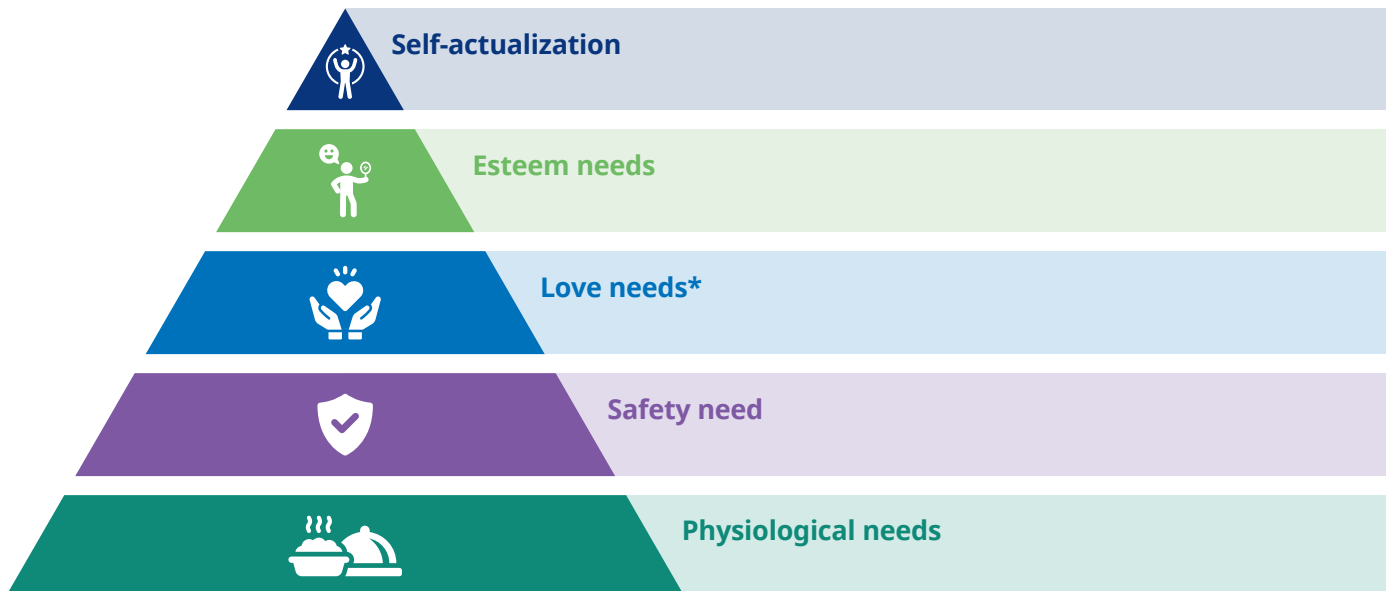 Self-actualization
Esteem needs
Love needs*
Safety need
Physiological needs